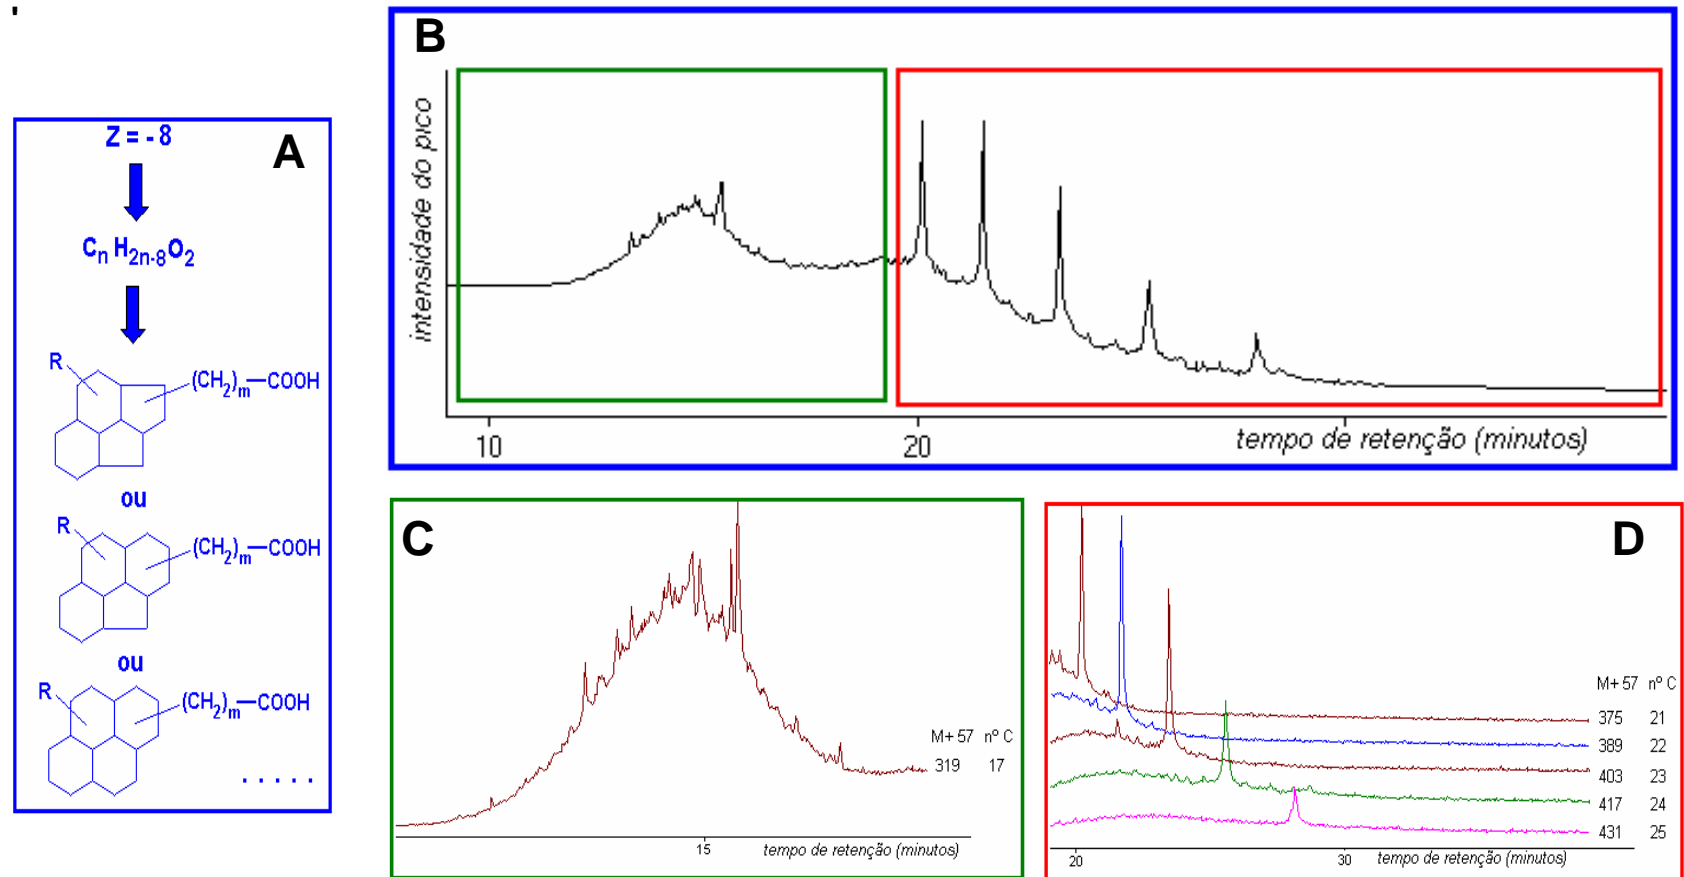 A
Z = - 8
CnH2n-8O2
R
(CH2)m—COOH
ou
R
(CH2)m—COOH
ou
R
(CH2)m—COOH
. . . . .
B
intensidade do pico
10
20
tempo de retenção (minutos)
C
M+ 57 nº C
319 17
15
tempo de retenção (minutos)
D
M+ 57 nº C
375 21
389 22
403 23
417 24
431 25
20
30
tempo de retenção (minutos)